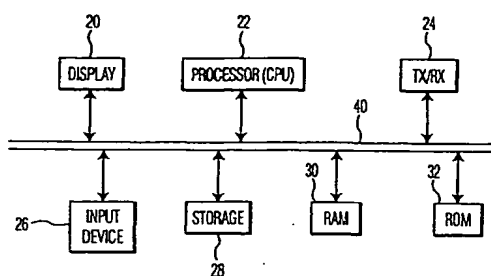 20
22
24
DISPLAY
PROCESSOR (CPU)
TX/RX
40
30
32
26
INPUT
DEVICE
STORAGE
RAM
ROM
28